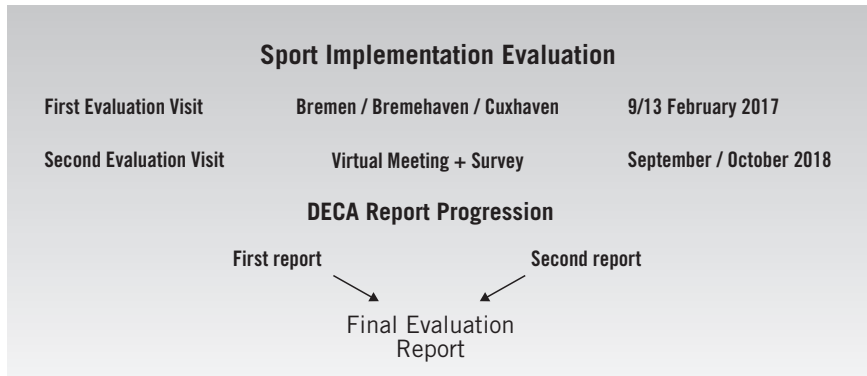 Sport Implementation Evaluation
First Evaluation Visit Bremen / Bremehaven / Cuxhaven 9/13 February 2017
Second Evaluation Visit Virtual Meeting + Survey September / October 2018
DECA Report Progression
First report Second report
Final Evaluation
Report